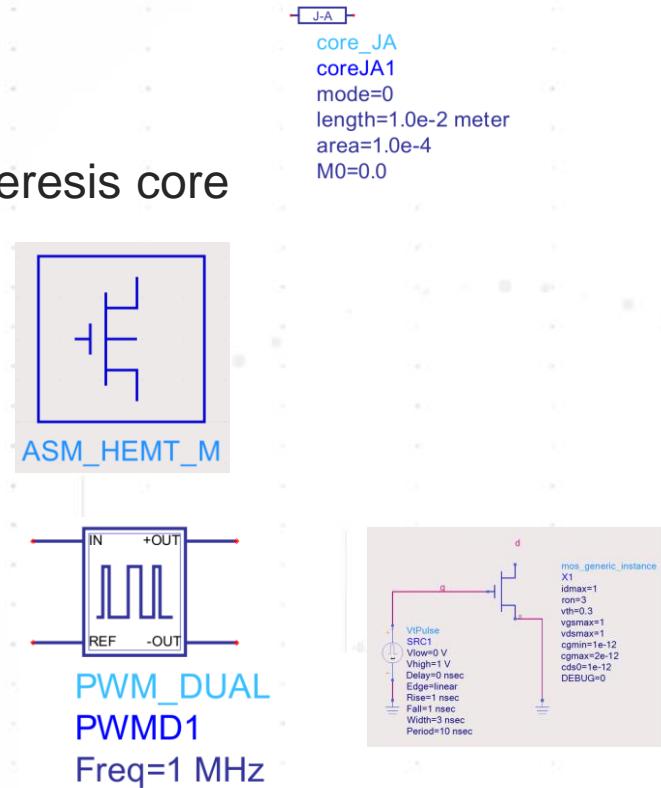 J-A
core_JA
coreJA1
mode=0
length=1.0e-2 meter
area=1.0e-4
M0=0.0
eresis core
ASM_HEMT_M
IN
+OUT
REF
-OUT
PWM_DUAL
PWMD1
Freq=1 MHz
d
g
s
mos_generic_instance
X1
idmax=1
ron=3
vth=0.3
vgsmax=1
vdsmax=1
cgmin=1e-12
cgmax=2e-12
cds0=1e-12
DEBUG=0
VtPulse
SRC1
Vlow=0 V
Vhigh=1 V
Delay=0 nsec
Edge=linear
Rise=1 nsec
Fall=1 nsec
Width=3 nsec
Period=10 nsec